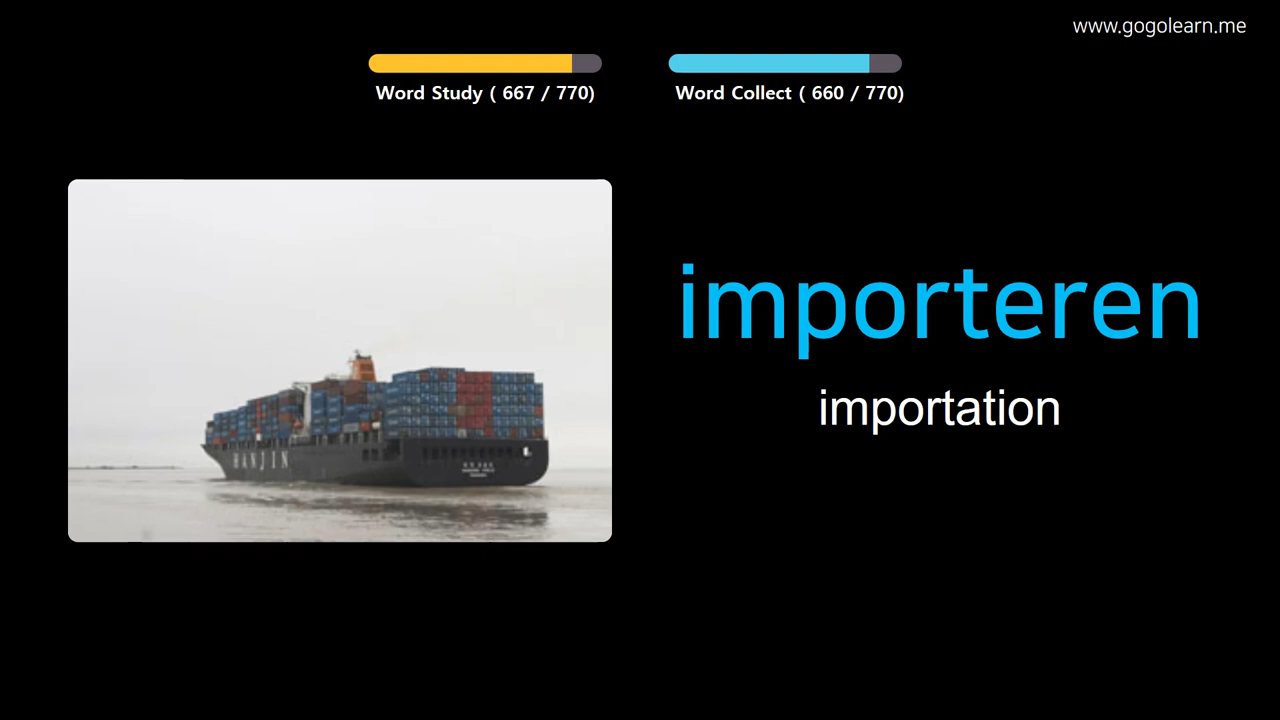 www.gogolearn.me
Word Study ( 667 / 770)
Word Collect ( 660 / 770)
importeren
importation
HANJIN